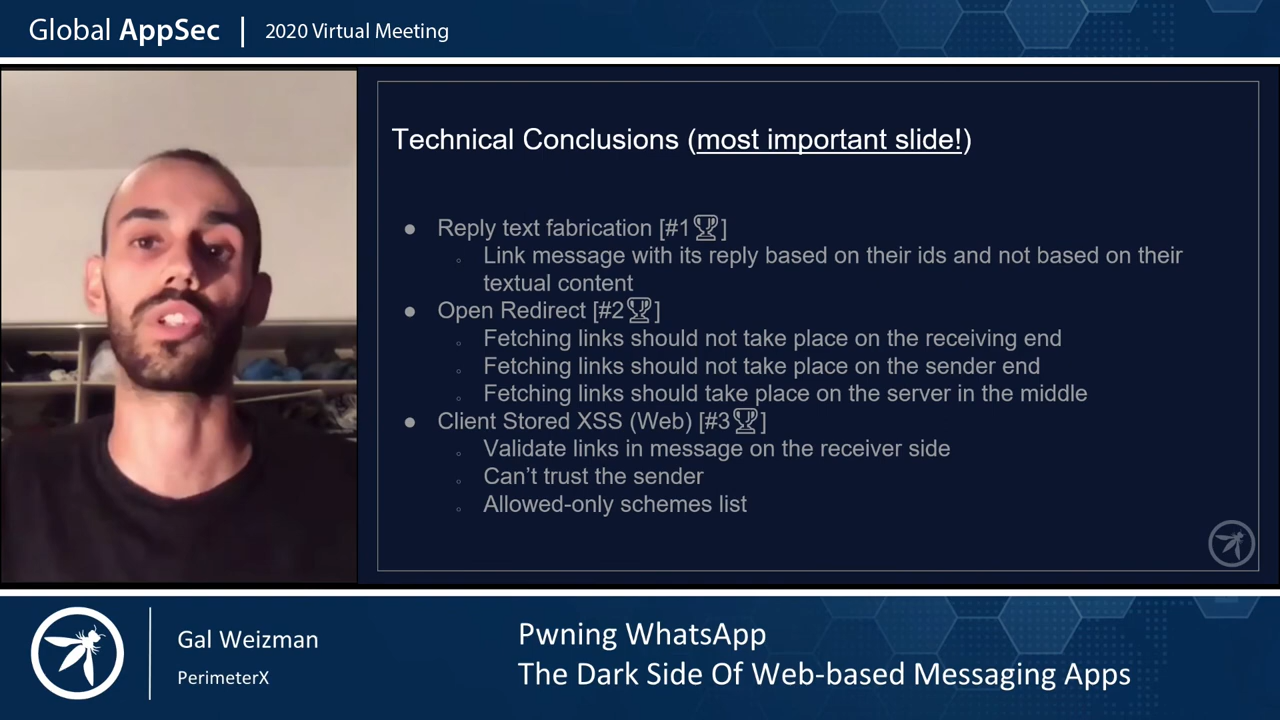 Global AppSec | 2020 Virtual Meeting
Technical Conclusions (most important slide!)
● Reply text fabrication [#1🏆]
◦ Link message with its reply based on their ids and not based on their
textual content
● Open Redirect [#2🏆]
◦ Fetching links should not take place on the receiving end
◦ Fetching links should not take place on the sender end
◦ Fetching links should take place on the server in the middle
● Client Stored XSS (Web) [#3🏆]
◦ Validate links in message on the receiver side
◦ Can’t trust the sender
◦ Allowed-only schemes list
Gal Weizman
PerimeterX
Pwning WhatsApp
The Dark Side Of Web-based Messaging Apps